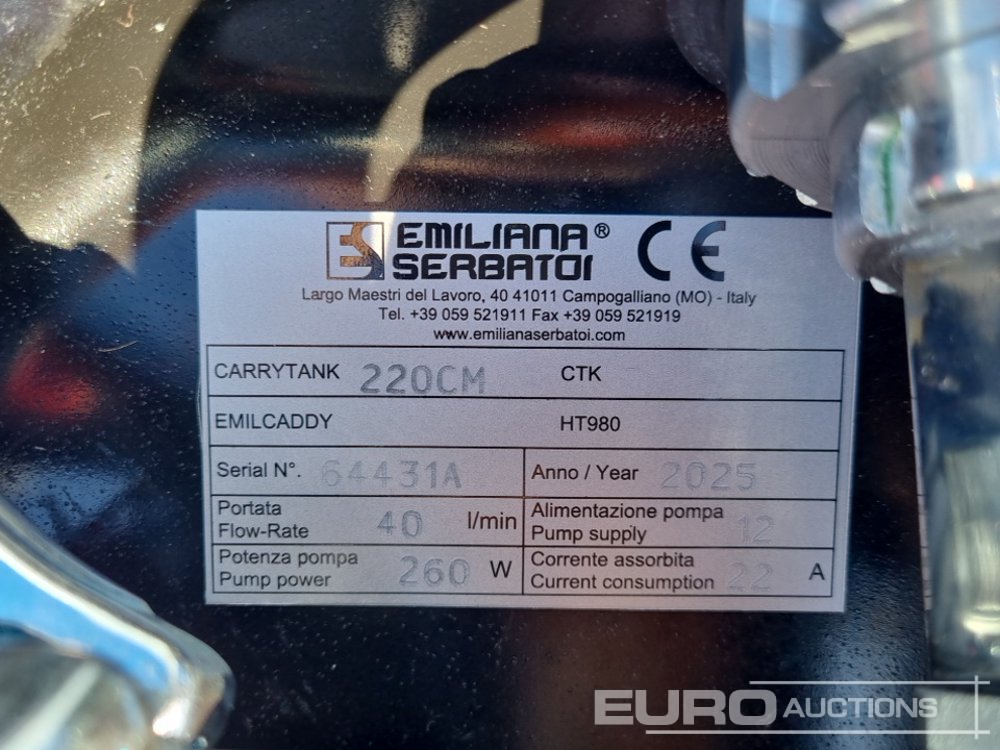 EMILIANA®
SERBATOI
CE
Largo Maestri del Lavoro, 40 41011 Campogalliano (MO) - Italy
Tel. +39 059 521911 Fax +39 059 521919
www.emilianaserbatoi.com
CARRYTANK 220CM CTK
EMILCADDY HT980
Serial N°. 64431A Anno / Year 2025
Portata
Flow-Rate 40 l/min
Alimentazione pompa
Pump supply 12
Potenza pompa
Pump power 260 W
Corrente assorbita
Current consumption 22 A
EURO AUCTIONS